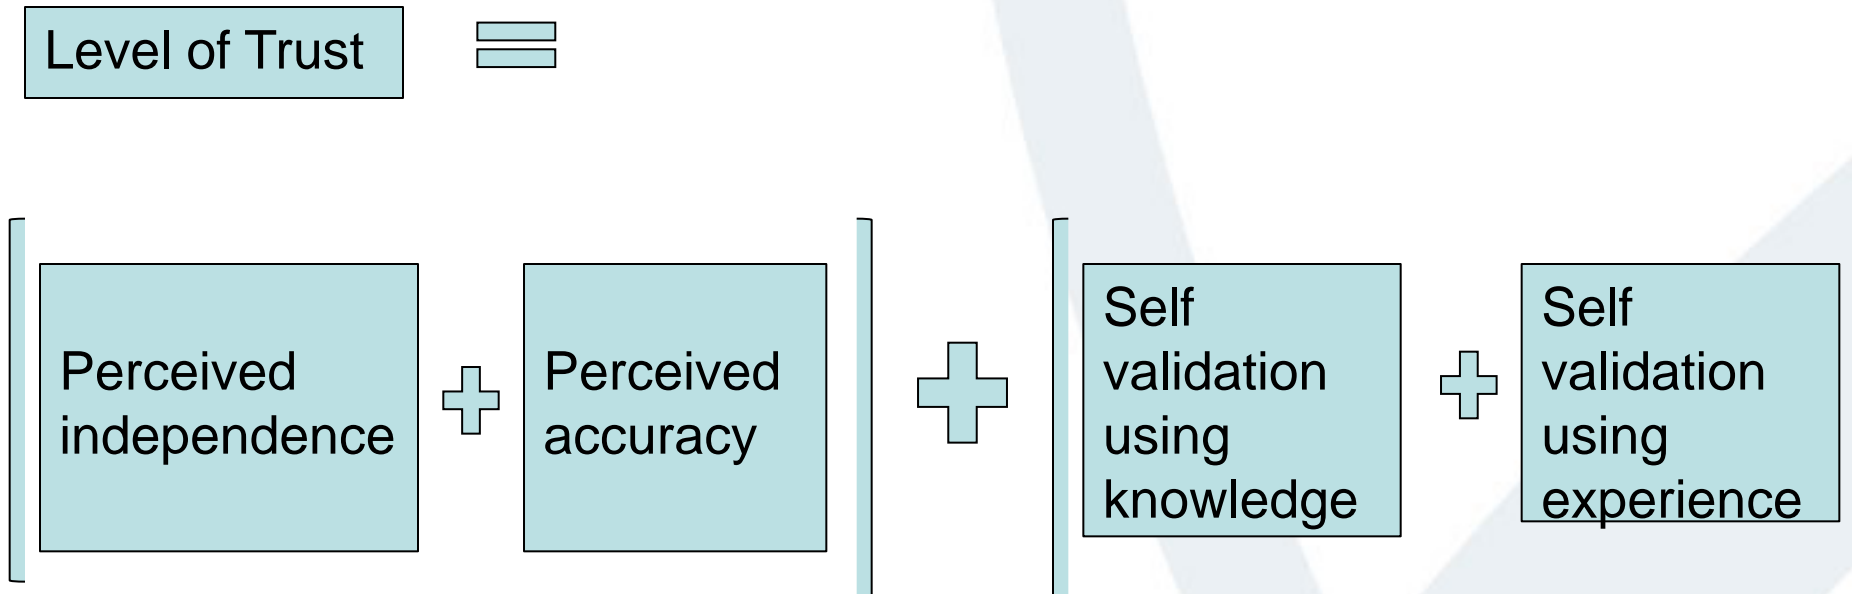 Level of Trust
Perceived
independence
Perceived
accuracy
Self
validation
using
knowledge
Self
validation
using
experience